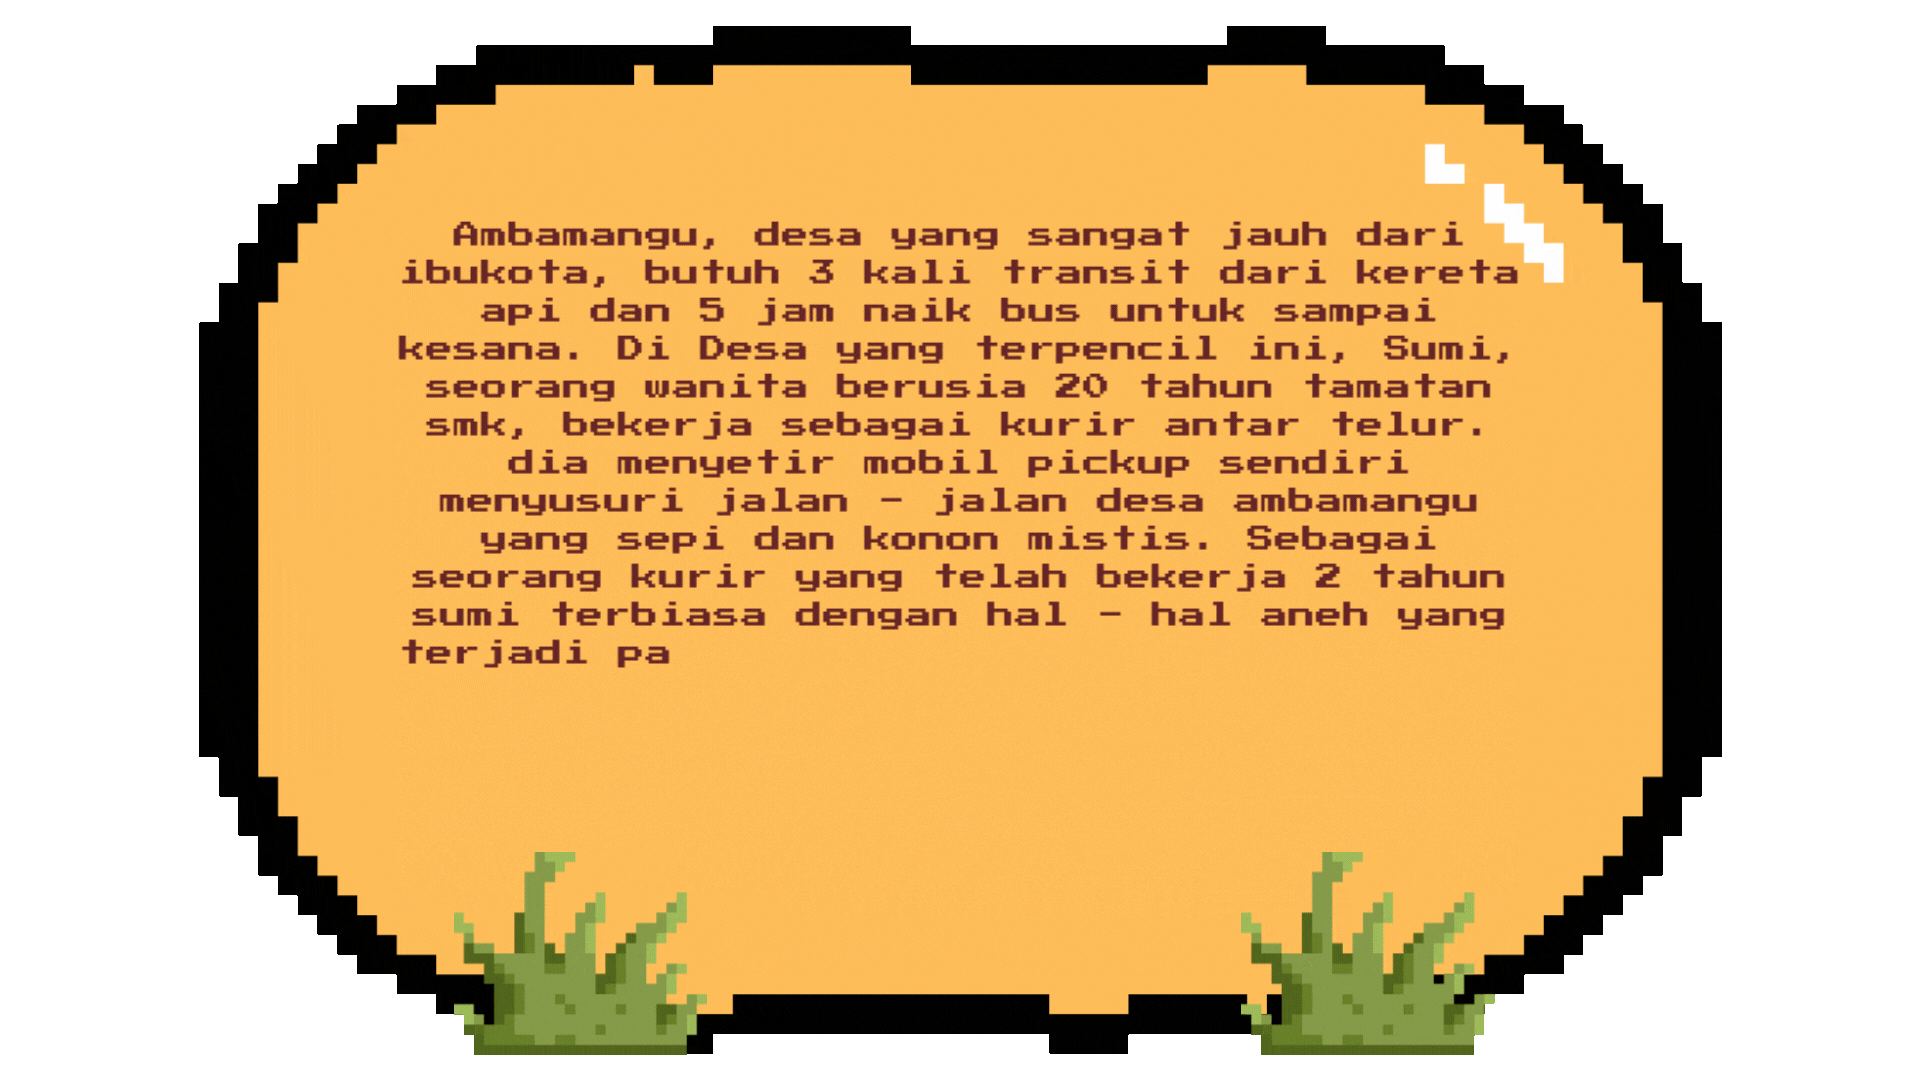 Ambamangu, desa yang sangat jauh dari
ibukota, butuh 3 kali transit dari kereta
api dan 5 jam naik bus untuk sampai
kesana. Di Desa yang terpencil ini, Sumi,
seorang wanita berusia 20 tahun tamatan
smk, bekerja sebagai kurir antar telur.
dia menyetir mobil pickup sendiri
menyusuri jalan - jalan desa ambamangu
yang sepi dan konon mistis. Sebagai
seorang kurir yang telah bekerja 2 tahun
sumi terbiasa dengan hal - hal aneh yang
terjadi pa